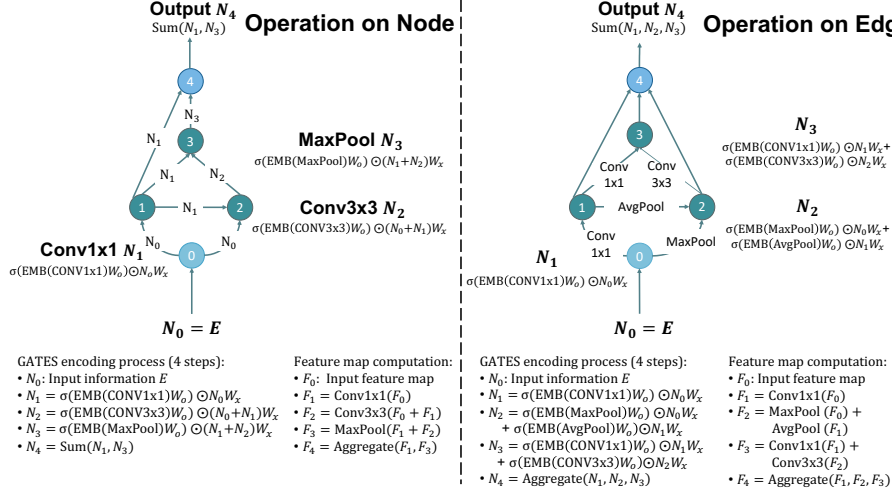 Output N₄
Sum(N₁, N₃)
Operation on Node
4
N₃
N₁
3
MaxPool N₃
σ(EMB(MaxPool)Wₒ) ⊙(N₁+N₂)Wₓ
N₁
N₂
1
N₁
2
Conv3x3 N₂
σ(EMB(CONV3x3)Wₒ) ⊙(N₀+N₁)Wₓ
Conv1x1 N₁
σ(EMB(CONV1x1)Wₒ)⊙NₒWₓ
N₀
N₀
0
N₀ = E
GATES encoding process (4 steps):
• N₀: Input information E
• N₁ = σ(EMB(CONV1x1)Wₒ) ⊙N₀Wₓ
• N₂ = σ(EMB(CONV3x3)Wₒ) ⊙(N₀+N₁)Wₓ
• N₃ = σ(EMB(MaxPool)Wₒ) ⊙(N₁+N₂)Wₓ
• N₄ = Sum(N₁, N₃)
Feature map computation:
• F₀: Input feature map
• F₁ = Conv1x1(F₀)
• F₂ = Conv3x3(F₀ + F₁)
• F₃ = MaxPool(F₁ + F₂)
• F₄ = Aggregate(F₁, F₃)
Output N₄
Sum(N₁, N₂, N₃)
Operation on Edg
4
3
N₃
σ(EMB(CONV1x1)Wₒ) ⊙N₁Wₓ+
σ(EMB(CONV3x3)Wₒ) ⊙N₂Wₓ
Conv
1x1
Conv
3x3
1
AvgPool
2
N₂
σ(EMB(MaxPool)Wₒ) ⊙N₀Wₓ+
σ(EMB(AvgPool)Wₒ) ⊙N₁Wₓ
Conv
1x1
MaxPool
0
N₁
σ(EMB(CONV1x1)Wₒ) ⊙N₀Wₓ
N₀ = E
GATES encoding process (4 steps):
• N₀: Input information E
• N₁ = σ(EMB(CONV1x1)Wₒ) ⊙N₀Wₓ
• N₂ = σ(EMB(MaxPool)Wₒ) ⊙N₀Wₓ
+ σ(EMB(AvgPool)Wₒ)⊙N₁Wₓ
• N₃ = σ(EMB(CONV1x1)Wₒ) ⊙N₁Wₓ
+ σ(EMB(CONV3x3)Wₒ)⊙N₂Wₓ
• N₄ = Aggregate(N₁, N₂, N₃)
Feature map computation:
• F₀: Input feature map
• F₁ = Conv1x1(F₀)
• F₂ = MaxPool (F₀) +
AvgPool (F₁)
• F₃ = Conv1x1(F₁) +
Conv3x3(F₂)
• F₄ = Aggregate(F₁, F₂, F₃)